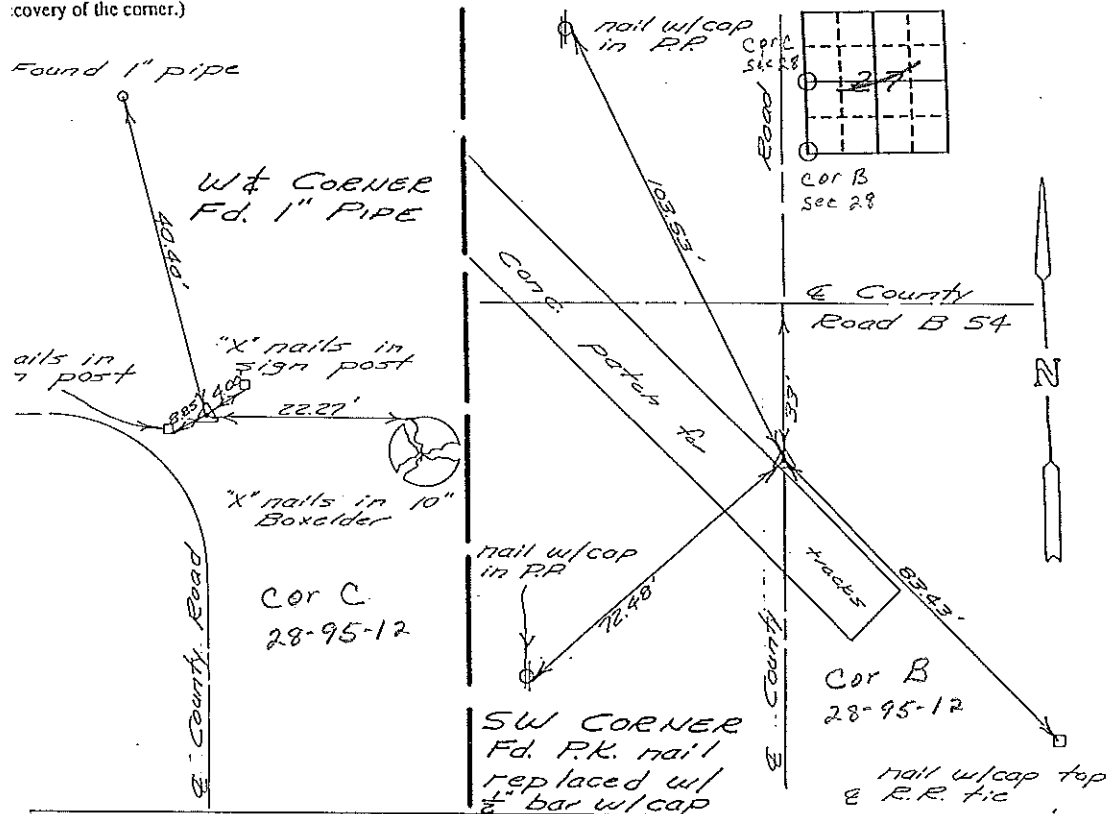 :covery of the corner.)
Found 1" pipe
40.40'
W¼ CORNER
Fd. 1" PIPE
ails in
post
"X" nails in
sign post
8.85'
4.00'
22.27'
"X" nails in 10"
Boxelder
℄ County Road
Cor C
28-95-12
nail w/cap
in P.P.
103.53'
Conc. patch for tracks
Road
Cor C
Sec 28
27
Cor B
Sec 28
℄ County
Road B 54
N
33'
nail w/cap
in P.P.
72.48'
83.43'
℄ County
Cor B
28-95-12
SW CORNER
Fd. P.K. nail
replaced w/
½" bar w/cap
nail w/cap top
℄ R.R. tie